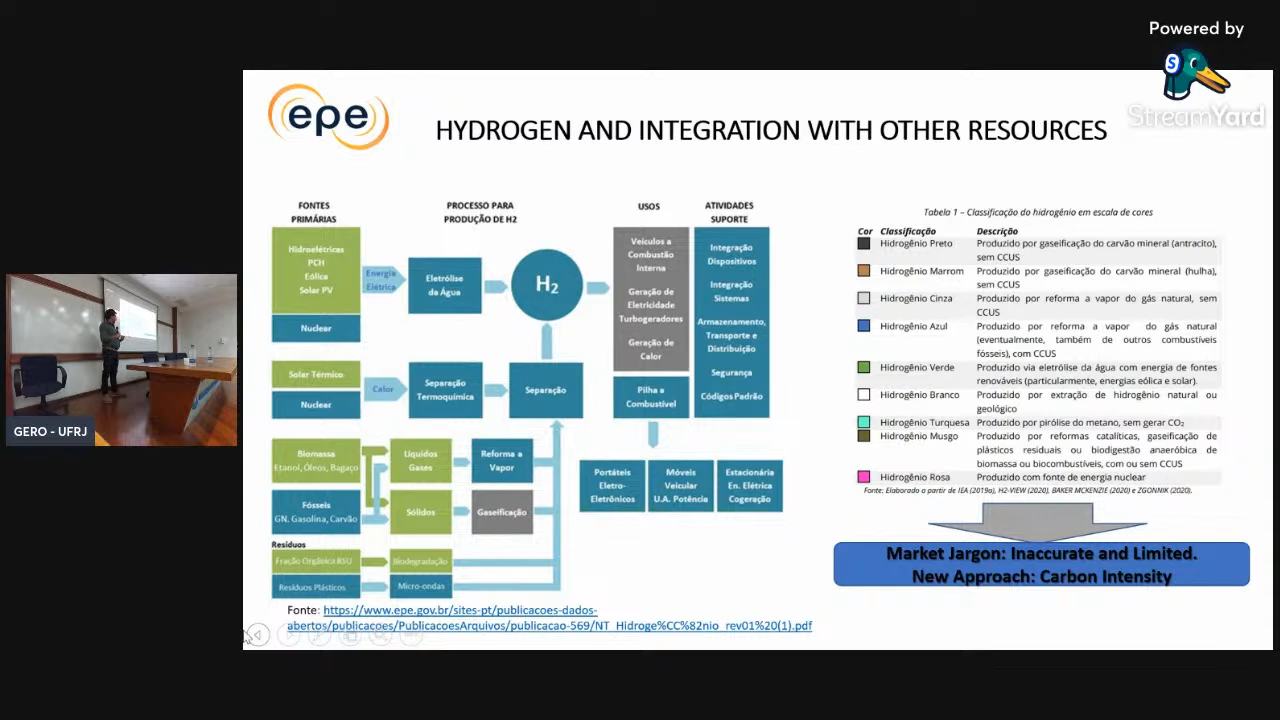 Powered by
S
StreamYard
epe
HYDROGEN AND INTEGRATION WITH OTHER RESOURCES
FONTES
PRIMÁRIAS
PROCESSO PARA
PRODUÇÃO DE H2
USOS
ATIVIDADES
SUPORTE
Hidroelétricas
PCH
Eólica
Solar PV
Nuclear
Energia
Elétrica
Eletrólise
da Água
H₂
Solar Térmico
Nuclear
Calor
Separação
Termoquímica
Separação
Biomassa
Etanol, Óleos, Bagaço
Líquidos
Gases
Reforma a
Vapor
Fósseis
GN. Gasolina, Carvão
Sólidos
Gaseificação
Resíduos
Fração Orgânica RSU
Biodegradação
Resíduos Plásticos
Micro-ondas
Veículos a
Combustão
Interna
Geração de
Eletricidade
Turbogeradores
Geração de
Calor
Pilha a
Combustível
Integração
Dispositivos
Integração
Sistemas
Armazenamento,
Transporte e
Distribuição
Segurança
Códigos Padrão
Portáteis
Eletro-
Eletrônicos
Móveis
Veicular
U.A. Potência
Estacionária
En. Elétrica
Cogeração
Tabela 1 – Classificação do hidrogênio em escala de cores
Cor Classificação Descrição
Hidrogênio Preto Produzido por gaseificação do carvão mineral (antracito),
sem CCUS
Hidrogênio Marrom Produzido por gaseificação do carvão mineral (hulha),
sem CCUS
Hidrogênio Cinza Produzido por reforma a vapor do gás natural, sem
CCUS
Hidrogênio Azul Produzido por reforma a vapor do gás natural
(eventualmente, também de outros combustíveis
fósseis), com CCUS
Hidrogênio Verde Produzido via eletrólise da água com energia de fontes
renováveis (particularmente, energias eólica e solar).
Hidrogênio Branco Produzido por extração de hidrogênio natural ou
geológico
Hidrogênio Turquesa Produzido por pirólise do metano, sem gerar CO₂
Hidrogênio Musgo Produzido por reformas catalíticas, gaseificação de
plásticos residuais ou biodigestão anaeróbica de
biomassa ou biocombustíveis, com ou sem CCUS
Hidrogênio Rosa Produzido com fonte de energia nuclear
Fonte: Elaborado a partir de IEA (2019a), H2-VIEW (2020), BAKER MCKENZIE (2020) e ZGONNIK (2020).
Market Jargon: Inaccurate and Limited.
New Approach: Carbon Intensity
Fonte: https://www.epe.gov.br/sites-pt/publicacoes-dados-
abertos/publicacoes/PublicacoesArquivos/publicacao-569/NT_Hidroge%CC%82nio_rev01%20(1).pdf
GERO - UFRJ